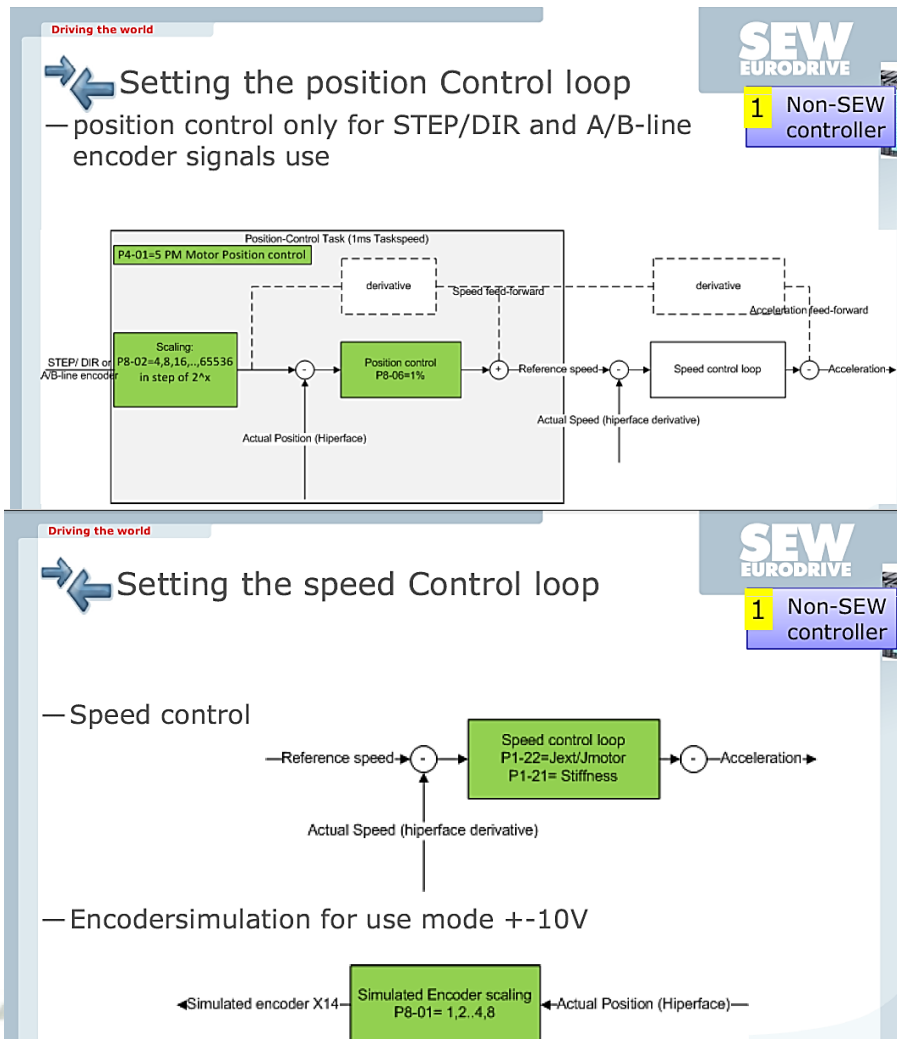 Driving the world
SEW
EURODRIVE
Setting the position Control loop
1 Non-SEW
controller
—position control only for STEP/DIR and A/B-line
encoder signals use
Position-Control Task (1ms Taskspeed)
P4-01=5 PM Motor Position control
derivative
derivative
Speed feed-forward
Acceleration feed-forward
Scaling:
P8-02=4,8,16,..,65536
in step of 2^x
STEP/ DIR or
A/B-line encoder
-
Position control
P8-06=1%
+
Reference speed
-
Speed control loop
-
Acceleration
Actual Speed (hiperface derivative)
Actual Position (Hiperface)
Driving the world
SEW
EURODRIVE
Setting the speed Control loop
1 Non-SEW
controller
—Speed control
Reference speed
-
Speed control loop
P1-22=Jext/Jmotor
P1-21= Stiffness
-
Acceleration
Actual Speed (hiperface derivative)
—Encodersimulation for use mode +-10V
Simulated encoder X14
Simulated Encoder scaling
P8-01= 1,2..4,8
Actual Position (Hiperface)